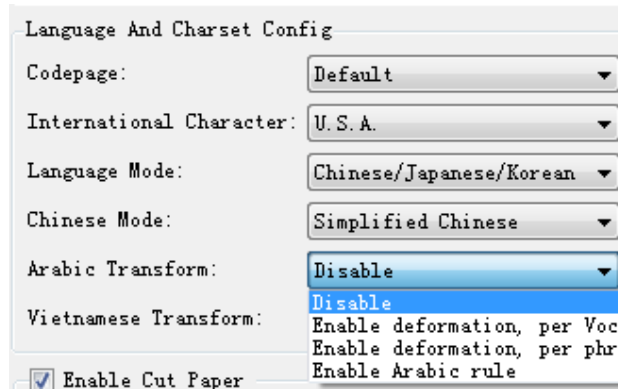 Language And Charset Config
Codepage: Default
International Character: U.S.A.
Language Mode: Chinese/Japanese/Korean
Chinese Mode: Simplified Chinese
Arabic Transform: Disable
Disable
Enable deformation, per Voc
Vietnamese Transform:
Enable deformation, per phr
Enable Arabic rule
Enable Cut Paper